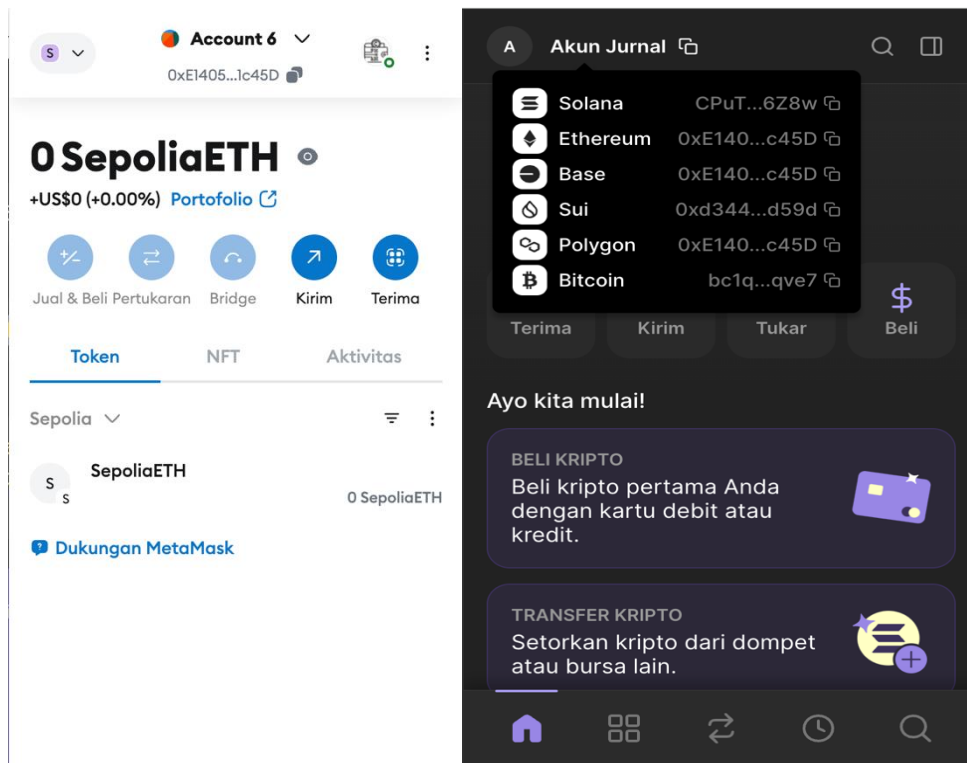 S
Account 6
0xE1405...1c45D
0 SepoliaETH
+US$0 (+0.00%) Portofolio
Jual & Beli Pertukaran Bridge Kirim Terima
Token NFT Aktivitas
Sepolia
S
S
SepoliaETH
0 SepoliaETH
Dukungan MetaMask
A
Akun Jurnal
Solana CPuT...6Z8w
Ethereum 0xE140...c45D
Base 0xE140...c45D
Sui 0xd344...d59d
Polygon 0xE140...c45D
Bitcoin bc1q...qve7
Terima Kirim Tukar Beli
Ayo kita mulai!
BELI KRIPTO
Beli kripto pertama Anda
dengan kartu debit atau
kredit.
TRANSFER KRIPTO
Setorkan kripto dari dompet
atau bursa lain.